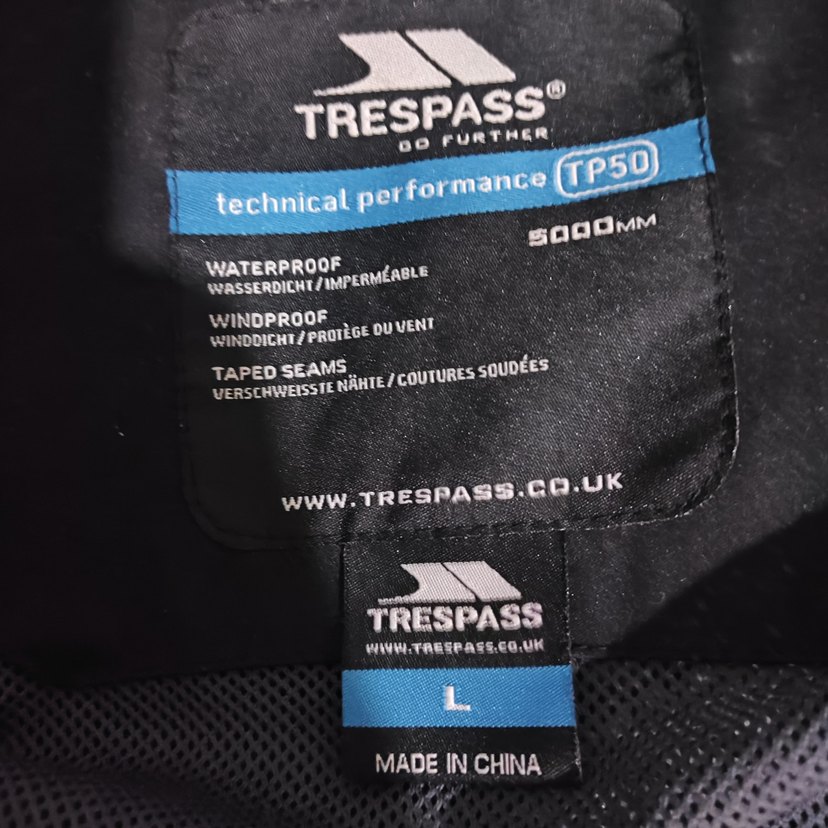 TRESPASS®
GO FURTHER
technical performance TP50
5000MM
WATERPROOF
WASSERDICHT/IMPERMÉABLE
WINDPROOF
WINDDICHT/PROTÈGE DU VENT
TAPED SEAMS
VERSCHWEISSTE NÄHTE/COUTURES SOUDÉES
WWW.TRESPASS.CO.UK
TRESPASS
WWW.TRESPASS.CO.UK
L
MADE IN CHINA